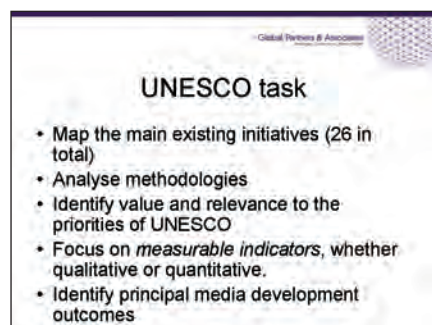 Global Partners & Associates
UNESCO task
• Map the main existing initiatives (26 in
total)
• Analyse methodologies
• Identify value and relevance to the
priorities of UNESCO
• Focus on measurable indicators, whether
qualitative or quantitative.
• Identify principal media development
outcomes